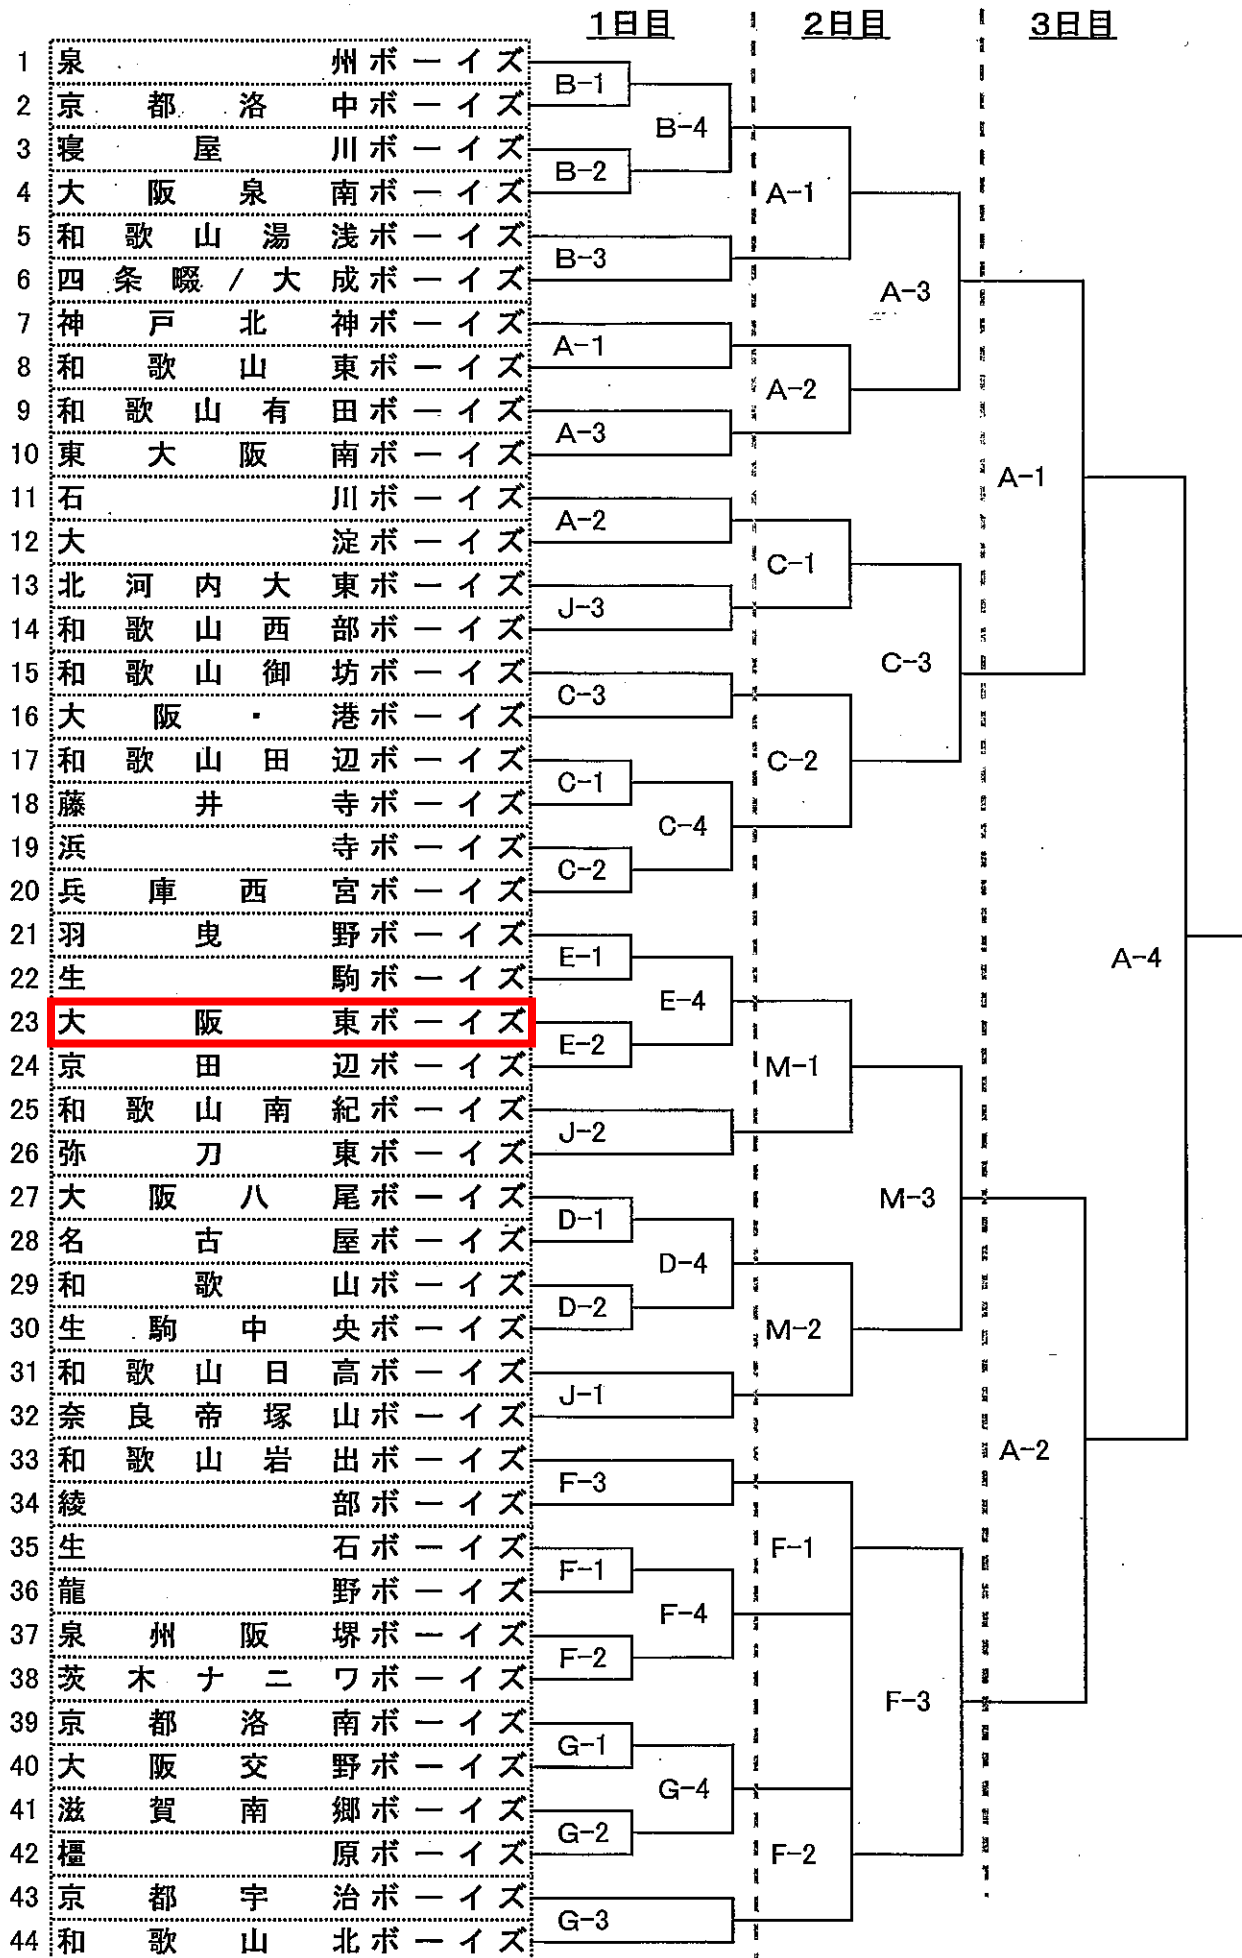 1日目 2日目 3日目
1 泉州ボーイズ
2 京都洛中ボーイズ
3 寝屋川ボーイズ
4 大阪泉南ボーイズ
5 和歌山湯浅ボーイズ
6 四条畷/大成ボーイズ
7 神戸北神ボーイズ
8 和歌山東ボーイズ
9 和歌山有田ボーイズ
10 東大阪南ボーイズ
11 石川ボーイズ
12 大淀ボーイズ
13 北河内大東ボーイズ
14 和歌山西部ボーイズ
15 和歌山御坊ボーイズ
16 大阪・港ボーイズ
17 和歌山田辺ボーイズ
18 藤井寺ボーイズ
19 浜寺ボーイズ
20 兵庫西宮ボーイズ
21 羽曳野ボーイズ
22 生駒ボーイズ
23 大阪東ボーイズ
24 京田辺ボーイズ
25 和歌山南紀ボーイズ
26 弥刀東ボーイズ
27 大阪八尾ボーイズ
28 名古屋ボーイズ
29 和歌山ボーイズ
30 生駒中央ボーイズ
31 和歌山日高ボーイズ
32 奈良帝塚山ボーイズ
33 和歌山岩出ボーイズ
34 綾部ボーイズ
35 生石ボーイズ
36 龍野ボーイズ
37 泉州阪堺ボーイズ
38 茨木ナニワボーイズ
39 京都洛南ボーイズ
40 大阪交野ボーイズ
41 滋賀南郷ボーイズ
42 橿原ボーイズ
43 京都宇治ボーイズ
44 和歌山北ボーイズ
B-1
B-2
B-3
A-1
A-3
A-2
J-3
C-3
C-1
C-2
E-1
E-2
J-2
D-1
D-2
J-1
F-3
F-1
F-2
G-1
G-2
G-3
B-4
C-4
E-4
D-4
F-4
G-4
A-1
A-2
C-1
C-2
M-1
M-2
F-1
F-2
A-3
C-3
M-3
F-3
A-1
A-2
A-4